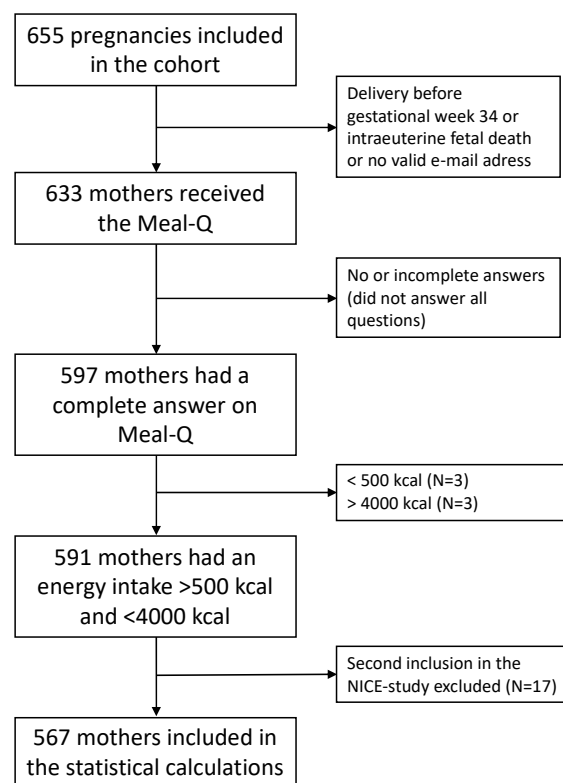 655 pregnancies included
in the cohort
Delivery before
gestational week 34 or
intraeuterine fetal death
or no valid e-mail adress
633 mothers received
the Meal-Q
No or incomplete answers
(did not answer all
questions)
597 mothers had a
complete answer on
Meal-Q
< 500 kcal (N=3)
> 4000 kcal (N=3)
591 mothers had an
energy intake >500 kcal
and <4000 kcal
Second inclusion in the
NICE-study excluded (N=17)
567 mothers included in
the statistical calculations